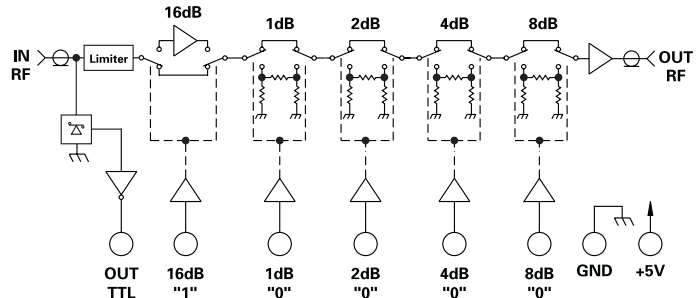 16dB 1dB 2dB 4dB 8dB
IN
RF
Limiter
OUT
RF
OUT
TTL
16dB
"1"
1dB
"0"
2dB
"0"
4dB
"0"
8dB
"0"
GND
+5V